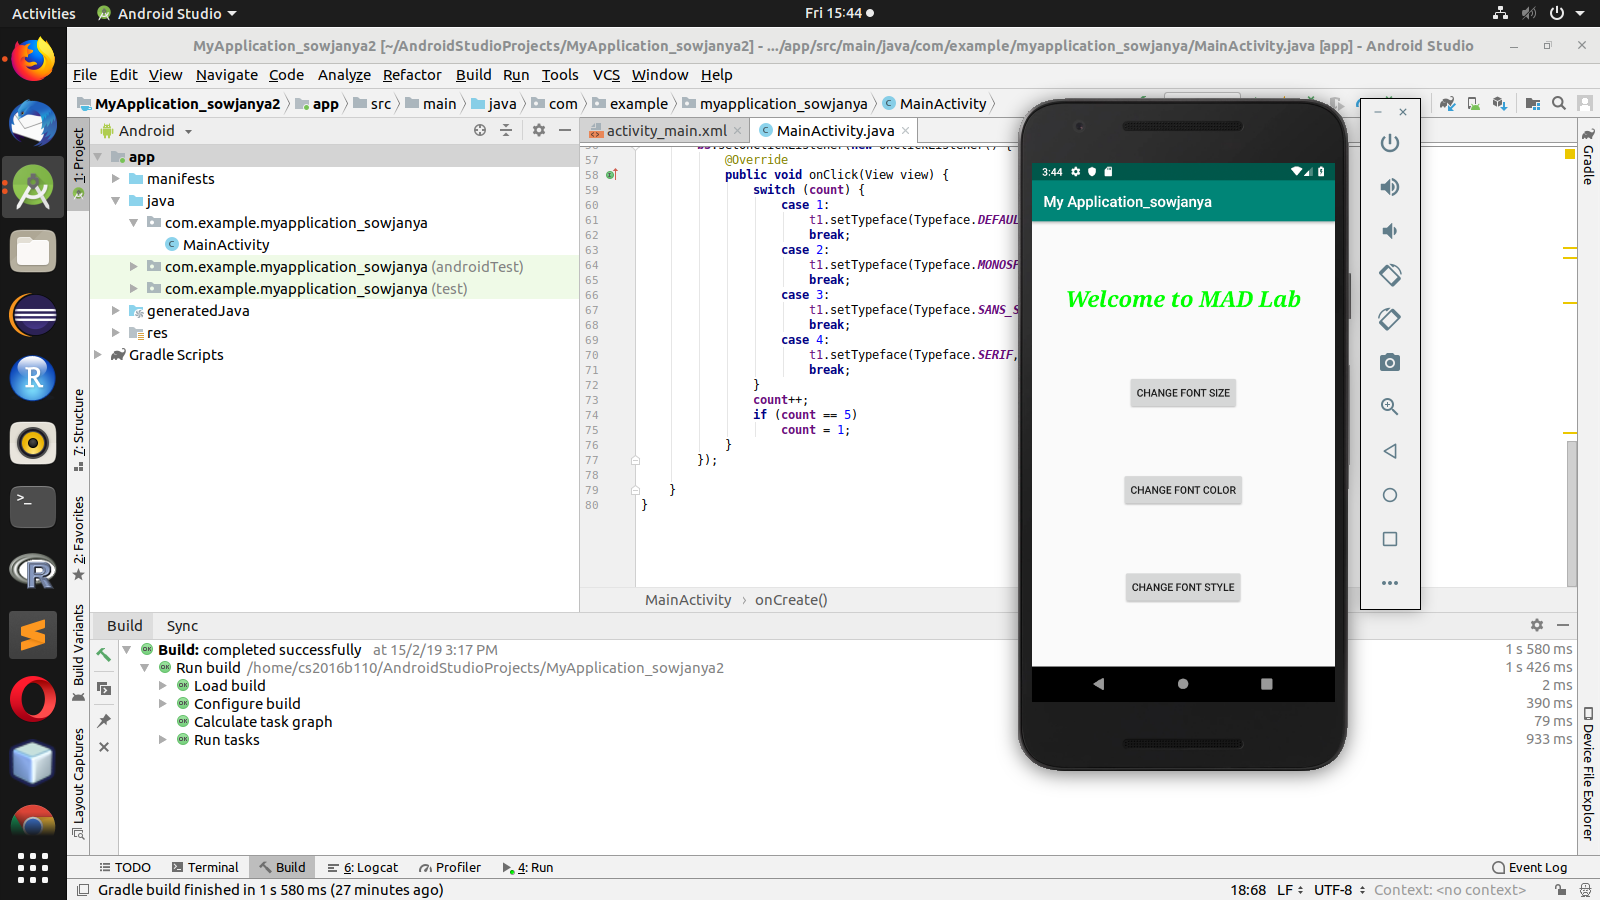 Activities
Android Studio
Fri 15:44
MyApplication_sowjanya2 [~/AndroidStudioProjects/MyApplication_sowjanya2] - .../app/src/main/java/com/example/myapplication_sowjanya/MainActivity.java [app] - Android Studio
File Edit View Navigate Code Analyze Refactor Build Run Tools VCS Window Help
MyApplication_sowjanya2 app src main java com example myapplication_sowjanya MainActivity
Android
activity_main.xml
MainActivity.java
1: Project
7: Structure
2: Favorites
Build Variants
Layout Captures
app
manifests
java
com.example.myapplication_sowjanya
MainActivity
com.example.myapplication_sowjanya (androidTest)
com.example.myapplication_sowjanya (test)
generatedJava
res
Gradle Scripts
57 @Override
58 public void onClick(View view) {
59 switch (count) {
60 case 1:
61 t1.setTypeface(Typeface.DEFAUL
62 break;
63 case 2:
64 t1.setTypeface(Typeface.MONOSP
65 break;
66 case 3:
67 t1.setTypeface(Typeface.SANS_S
68 break;
69 case 4:
70 t1.setTypeface(Typeface.SERIF,
71 break;
72 }
73 count++;
74 if (count == 5)
75 count = 1;
76 }
77 });
78
79 }
80 }
MainActivity › onCreate()
3:44
My Application_sowjanya
Welcome to MAD Lab
CHANGE FONT SIZE
CHANGE FONT COLOR
CHANGE FONT STYLE
Gradle
Device File Explorer
Build Sync
Build: completed successfully at 15/2/19 3:17 PM 1 s 580 ms
Run build /home/cs2016b110/AndroidStudioProjects/MyApplication_sowjanya2 1 s 426 ms
Load build 2 ms
Configure build 390 ms
Calculate task graph 79 ms
Run tasks 933 ms
TODO Terminal Build 6: Logcat Profiler 4: Run Event Log
Gradle build finished in 1 s 580 ms (27 minutes ago) 18:68 LF UTF-8 Context: <no context>